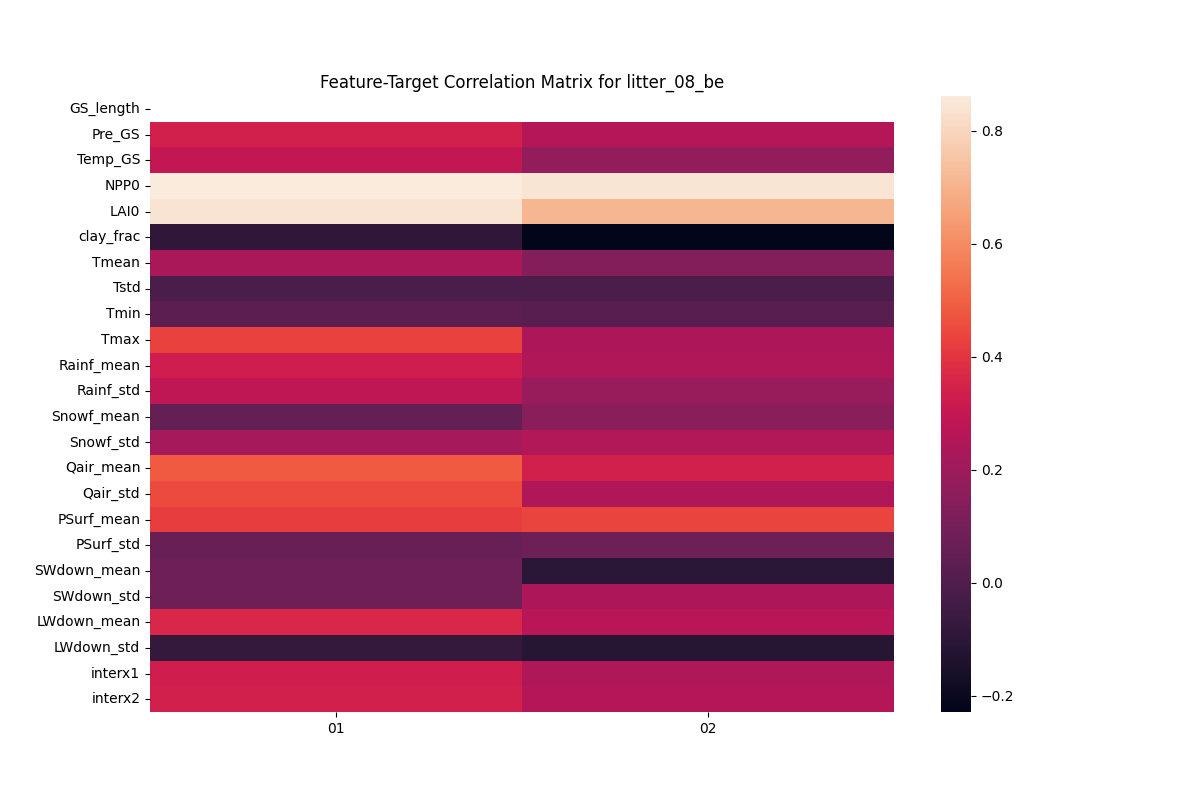 Feature-Target Correlation Matrix for litter_08_be
GS_length
Pre_GS
Temp_GS
NPP0
LAI0
clay_frac
Tmean
Tstd
Tmin
Tmax
Rainf_mean
Rainf_std
Snowf_mean
Snowf_std
Qair_mean
Qair_std
PSurf_mean
PSurf_std
SWdown_mean
SWdown_std
LWdown_mean
LWdown_std
interx1
interx2
01
02
0.8
0.6
0.4
0.2
0.0
−0.2